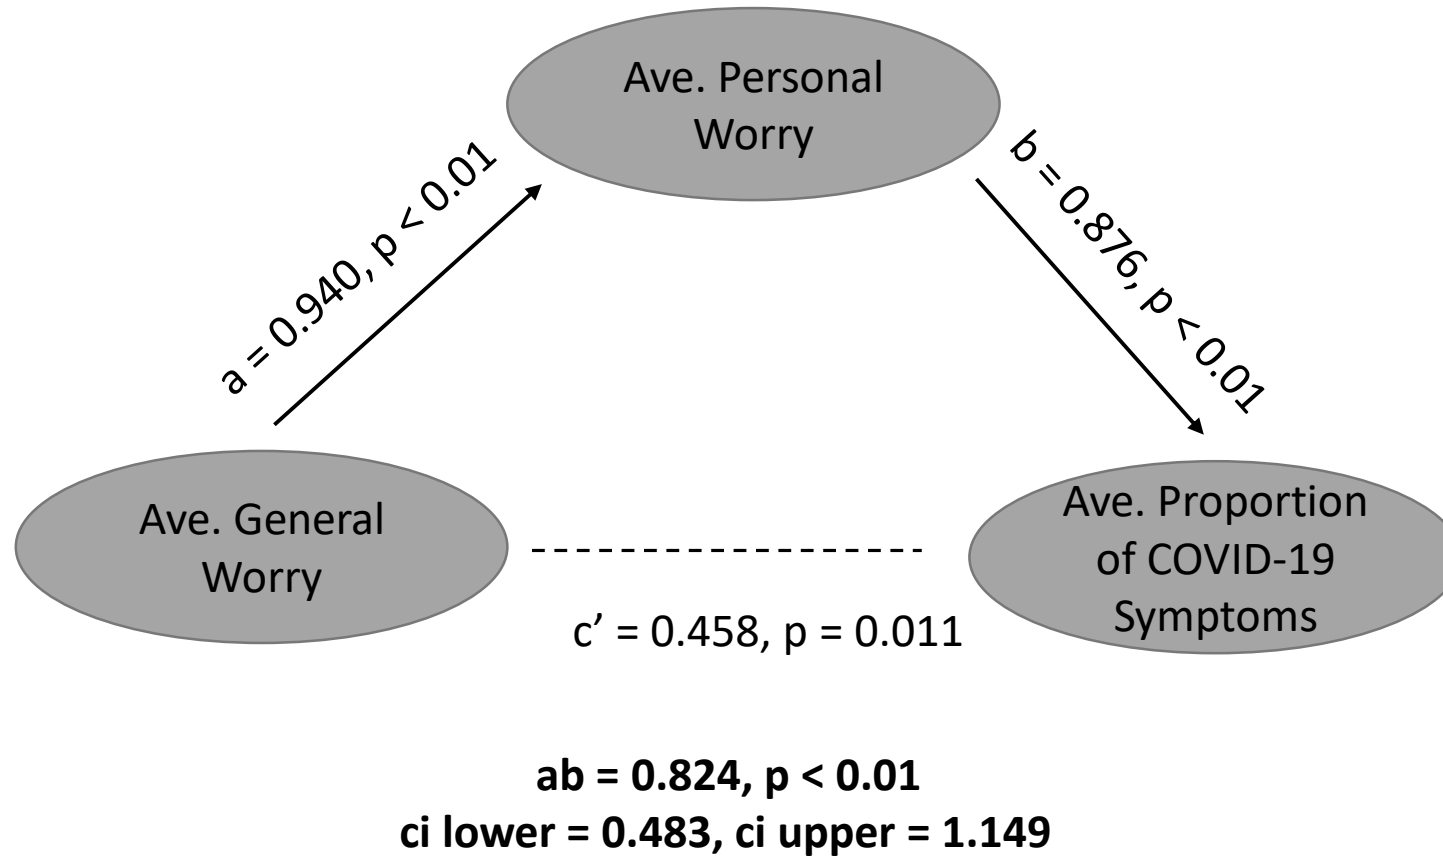 Ave. Personal
Worry
a = 0.940, p < 0.01
b = 0.876, p < 0.01
Ave. General
Worry
Ave. Proportion
of COVID-19
Symptoms
c’ = 0.458, p = 0.011
ab = 0.824, p < 0.01
ci lower = 0.483, ci upper = 1.149